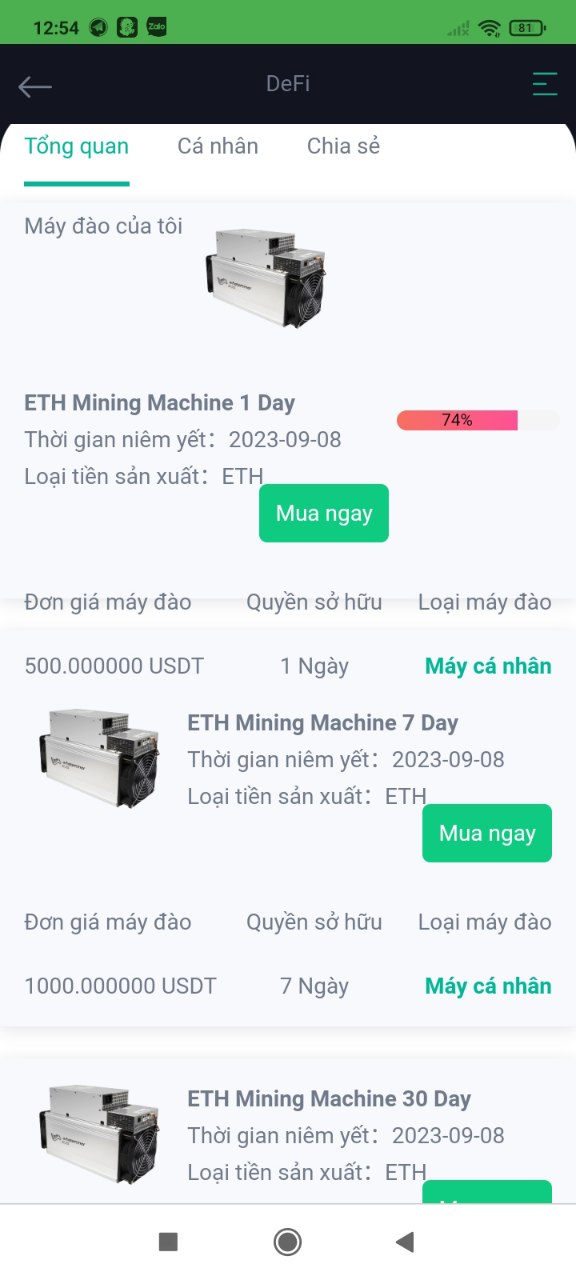 12:54
Zalo
81
DeFi
Tổng quan
Cá nhân
Chia sẻ
Máy đào của tôi
ETH Mining Machine 1 Day
74%
Thời gian niêm yết：2023-09-08
Loại tiền sản xuất：ETH
Mua ngay
Đơn giá máy đào
Quyền sở hữu
Loại máy đào
500.000000 USDT
1 Ngày
Máy cá nhân
ETH Mining Machine 7 Day
Thời gian niêm yết：2023-09-08
Loại tiền sản xuất：ETH
Mua ngay
Đơn giá máy đào
Quyền sở hữu
Loại máy đào
1000.000000 USDT
7 Ngày
Máy cá nhân
ETH Mining Machine 30 Day
Thời gian niêm yết：2023-09-08
Loại tiền sản xuất：ETH